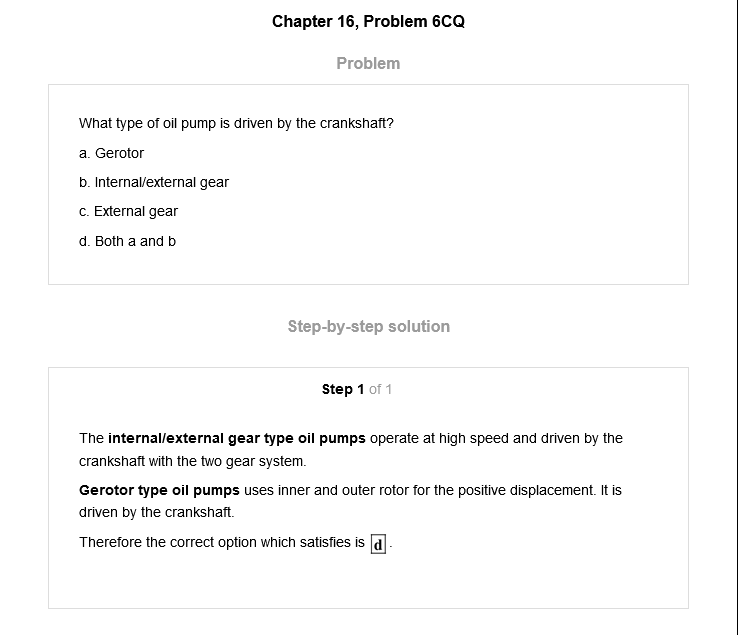 Chapter 16, Problem 6CQ
Problem
What type of oil pump is driven by the crankshaft?
a. Gerotor
b. Internal/external gear
c. External gear
d. Both a and b
Step-by-step solution
Step 1 of 1
The internal/external gear type oil pumps operate at high speed and driven by the
crankshaft with the two gear system.
Gerotor type oil pumps uses inner and outer rotor for the positive displacement. It is
driven by the crankshaft.
Therefore the correct option which satisfies is d.